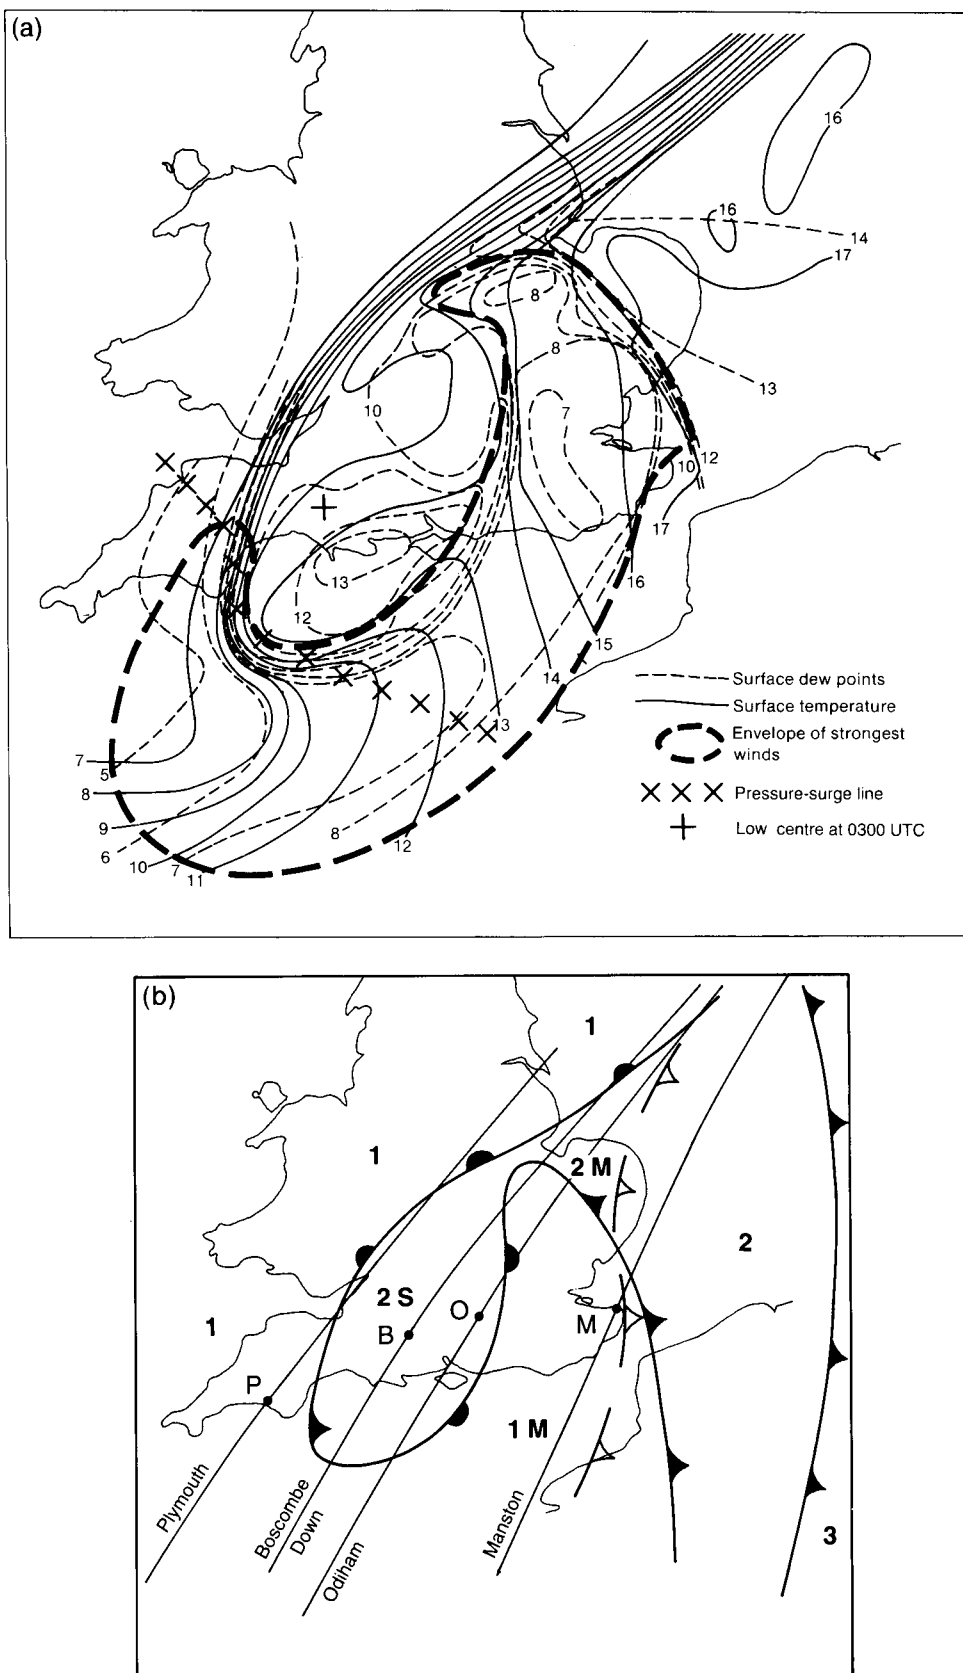 (a)
16
16
14
17
8
13
8
10
7
10
12
17
13
12
16
15
14
13
7
5
8
9
6
10
7
11
8
12
Surface dew points
Surface temperature
Envelope of strongest
winds
Pressure-surge line
Low centre at 0300 UTC
(b)
1
1
2 M
2
2 S
1
O
B
M
P
1 M
Plymouth
Boscombe
Down
Odiham
Manston
3